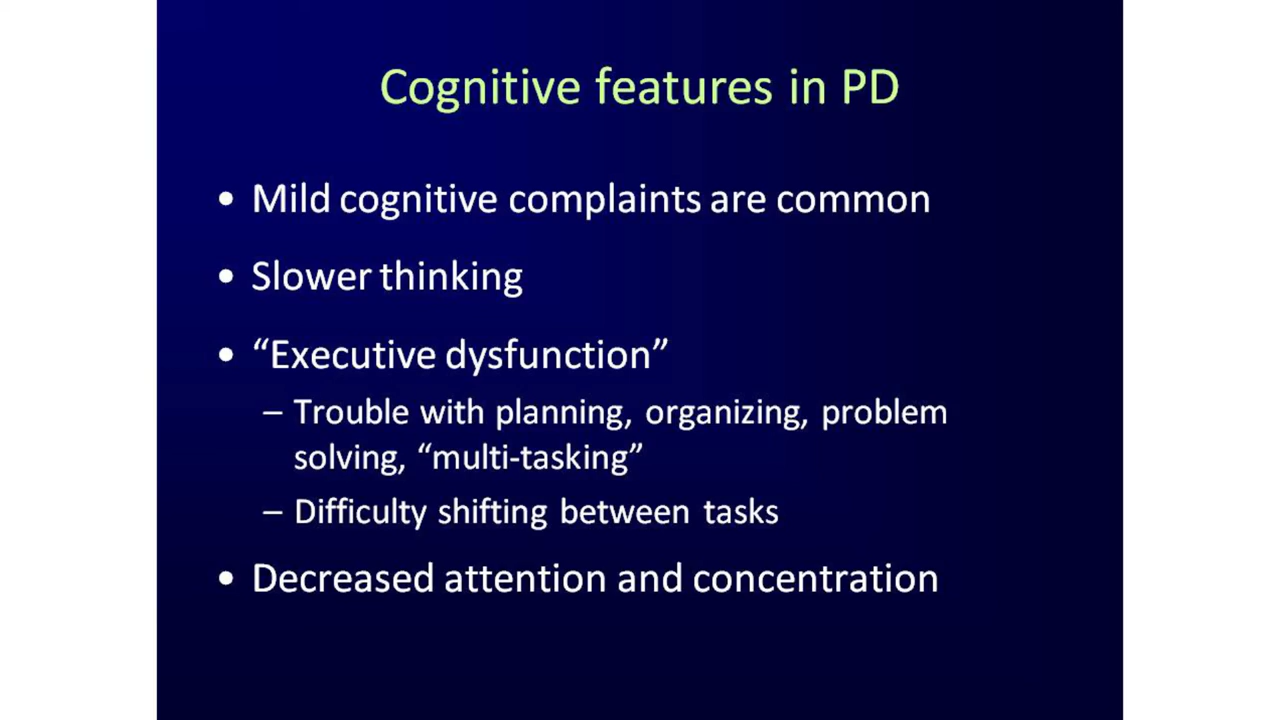 Cognitive features in PD
• Mild cognitive complaints are common
• Slower thinking
• “Executive dysfunction”
– Trouble with planning, organizing, problem
solving, “multi-tasking”
– Difficulty shifting between tasks
• Decreased attention and concentration